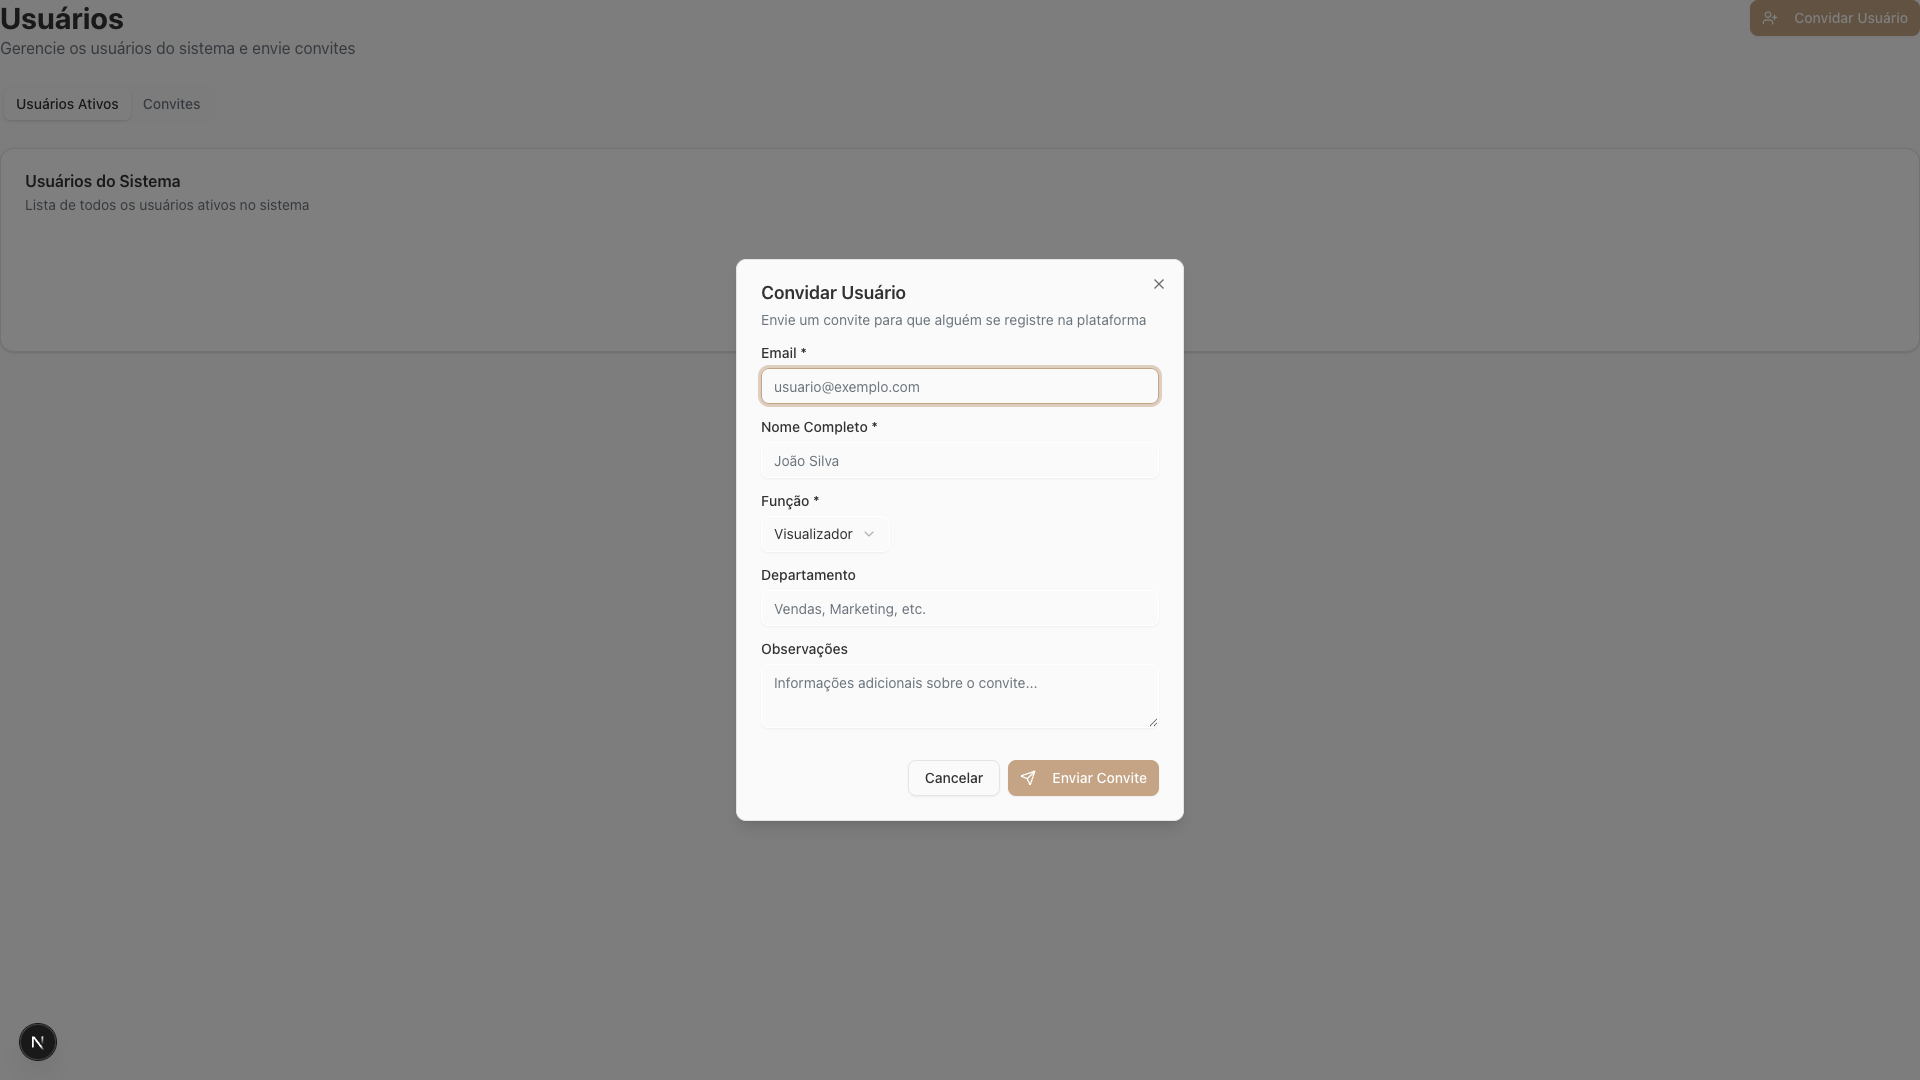 Usuários
Convidar Usuário
Gerencie os usuários do sistema e envie convites
Usuários Ativos
Convites
Usuários do Sistema
Lista de todos os usuários ativos no sistema
Convidar Usuário
Envie um convite para que alguém se registre na plataforma
Email *
usuario@exemplo.com
Nome Completo *
João Silva
Função *
Visualizador
Departamento
Vendas, Marketing, etc.
Observações
Informações adicionais sobre o convite...
Cancelar
Enviar Convite
N